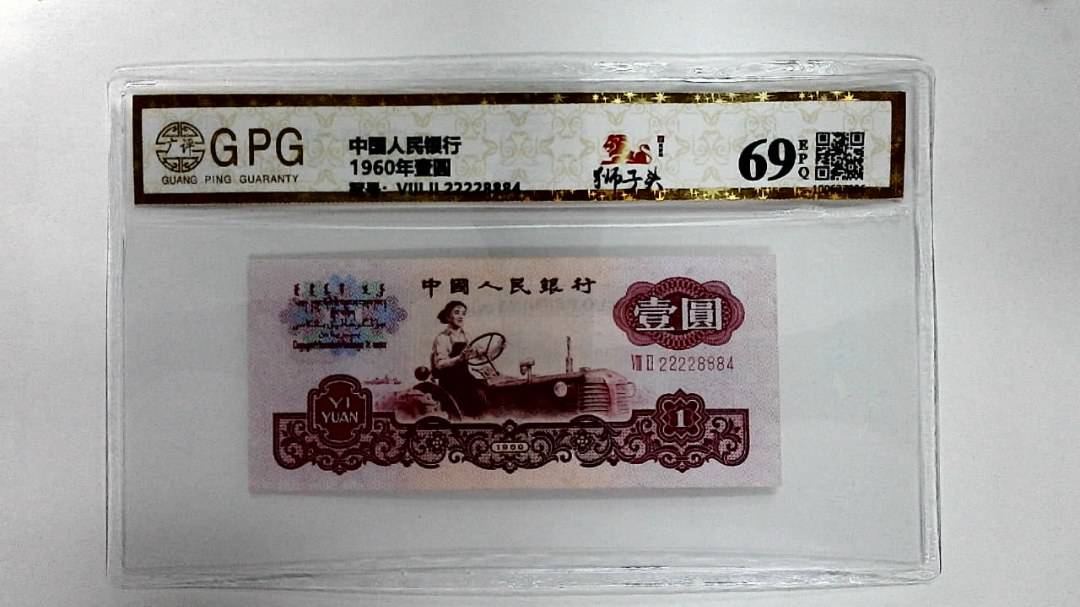 广评
GPG
GUANG PING GUARANTY
中國人民银行
1960年壹圆
冠号: VIII II 22228884
狮子头
69
EPQ
中國人民銀行
壹圓
VIII II 22228884
YI
YUAN
1
1960